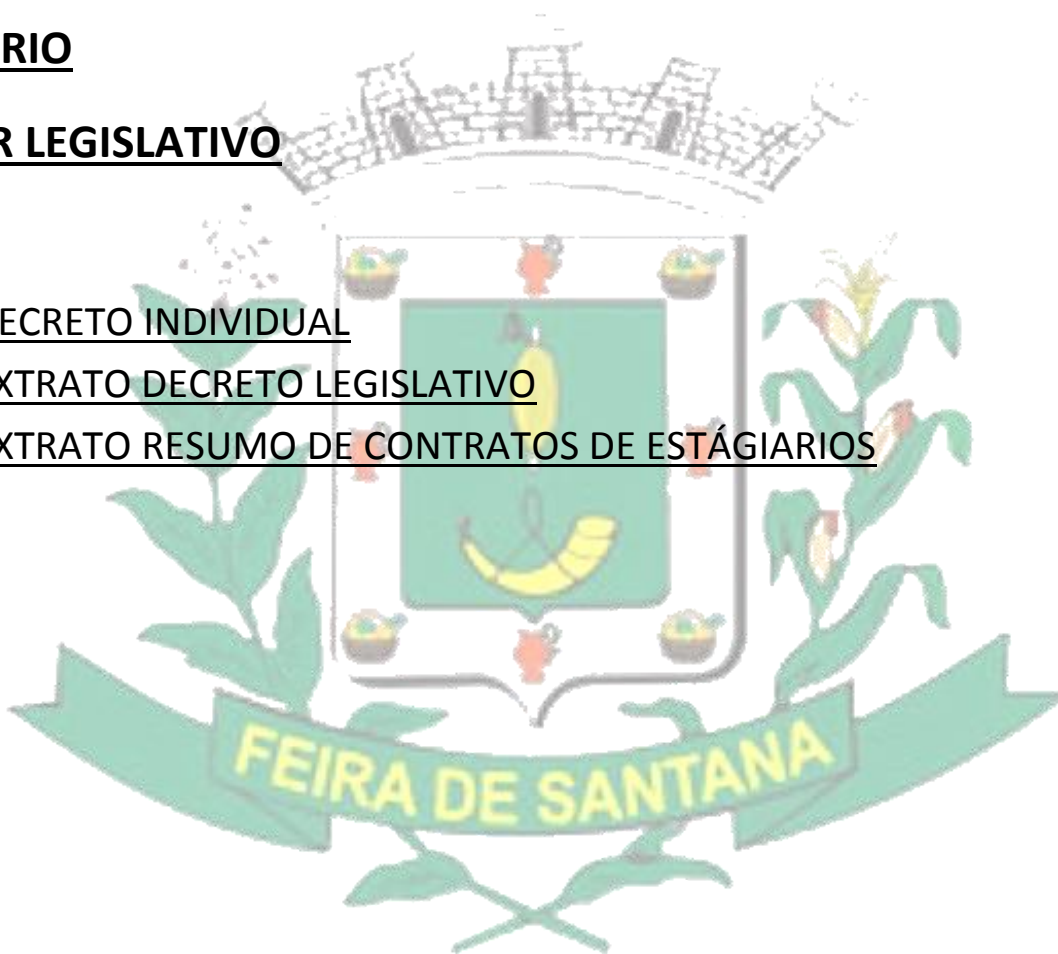 RIO
R LEGISLATIVO
ECRETO INDIVIDUAL
XTRATO DECRETO LEGISLATIVO
XTRATO RESUMO DE CONTRATOS DE ESTÁGIARIOS
FEIRA DE SANTANA